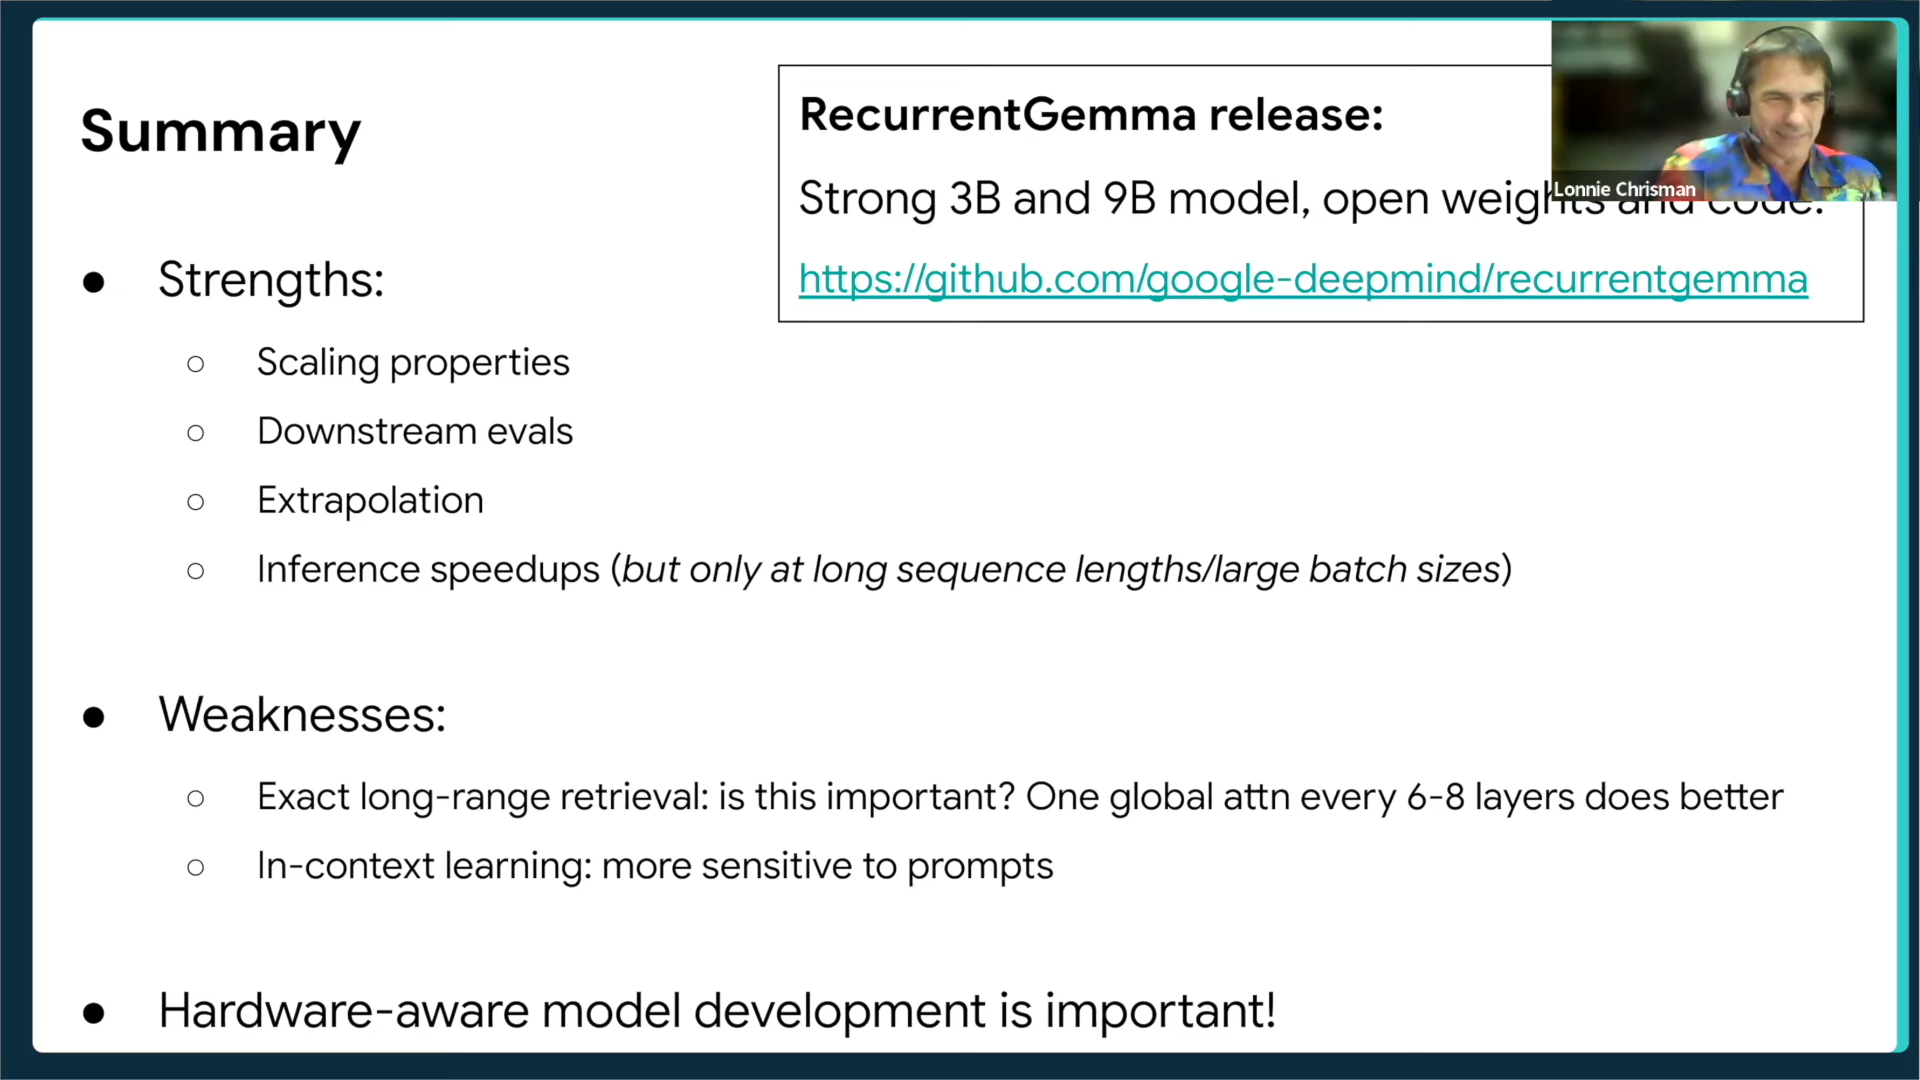 Summary
RecurrentGemma release:
Strong 3B and 9B model, open weights and code.
https://github.com/google-deepmind/recurrentgemma
Lonnie Chrisman
● Strengths:
○ Scaling properties
○ Downstream evals
○ Extrapolation
○ Inference speedups (but only at long sequence lengths/large batch sizes)
● Weaknesses:
○ Exact long-range retrieval: is this important? One global attn every 6-8 layers does better
○ In-context learning: more sensitive to prompts
● Hardware-aware model development is important!